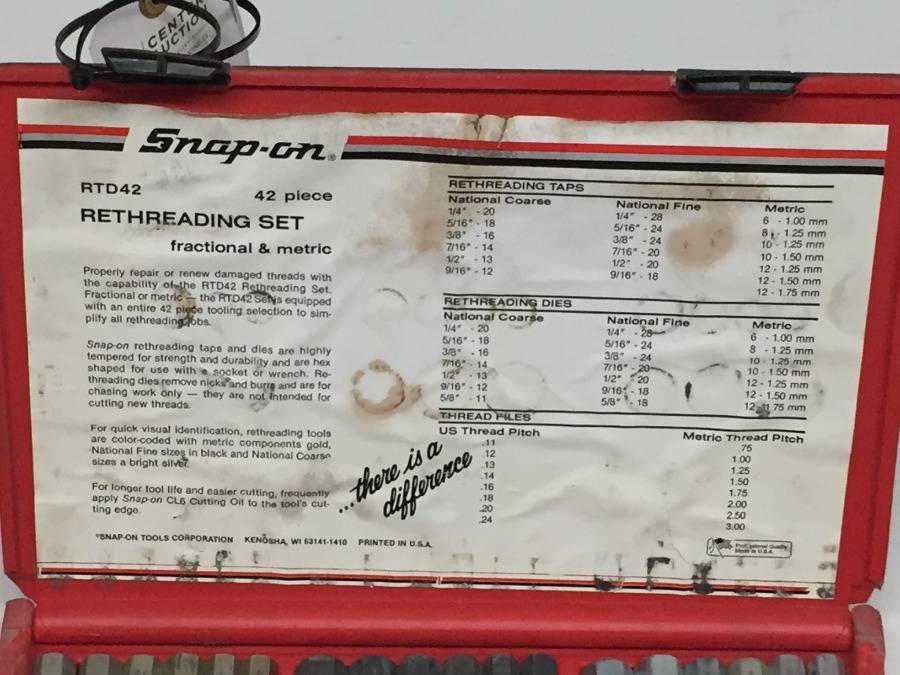 CENT
UCTIO
Snap-on®
RTD42 42 piece
RETHREADING SET
fractional & metric
Properly repair or renew damaged threads with
the capability of the RTD42 Rethreading Set.
Fractional or metric — the RTD42 Set is equipped
with an entire 42 piece tooling selection to sim-
plify all rethreading jobs.
Snap-on rethreading taps and dies are highly
tempered for strength and durability and are hex
shaped for use with a socket or wrench. Re-
threading dies remove nicks and burrs and are for
chasing work only — they are not intended for
cutting new threads.
For quick visual identification, rethreading tools
are color-coded with metric components gold,
National Fine sizes in black and National Coarse
sizes a bright silver.
For longer tool life and easier cutting, frequently
apply Snap-on CL6 Cutting Oil to the tool's cut-
ting edge.
...there is a
difference
*SNAP-ON TOOLS CORPORATION KENOSHA, WI 63141-1410 PRINTED IN U.S.A.
RETHREADING TAPS
National Coarse National Fine Metric
1/4" - 20 1/4" - 28 6 - 1.00 mm
5/16" - 18 5/16" - 24 8 - 1.25 mm
3/8" - 16 3/8" - 24 10 - 1.25 mm
7/16" - 14 7/16" - 20 10 - 1.50 mm
1/2" - 13 1/2" - 20 12 - 1.25 mm
9/16" - 12 9/16" - 18 12 - 1.50 mm
12 - 1.75 mm
RETHREADING DIES
National Coarse National Fine Metric
1/4" - 20 1/4" - 28 6 - 1.00 mm
5/16" - 18 5/16" - 24 8 - 1.25 mm
3/8" - 16 3/8" - 24 10 - 1.25 mm
7/16" - 14 7/16" - 20 10 - 1.50 mm
1/2" - 13 1/2" - 20 12 - 1.25 mm
9/16" - 12 9/16" - 18 12 - 1.50 mm
5/8" - 11 5/8" - 18 12 - 1.75 mm
THREAD FILES
US Thread Pitch Metric Thread Pitch
.11 .75
.12 1.00
.13 1.25
.14 1.50
.16 1.75
.18 2.00
.20 2.50
.24 3.00
Professional Quality
Made in U.S.A.